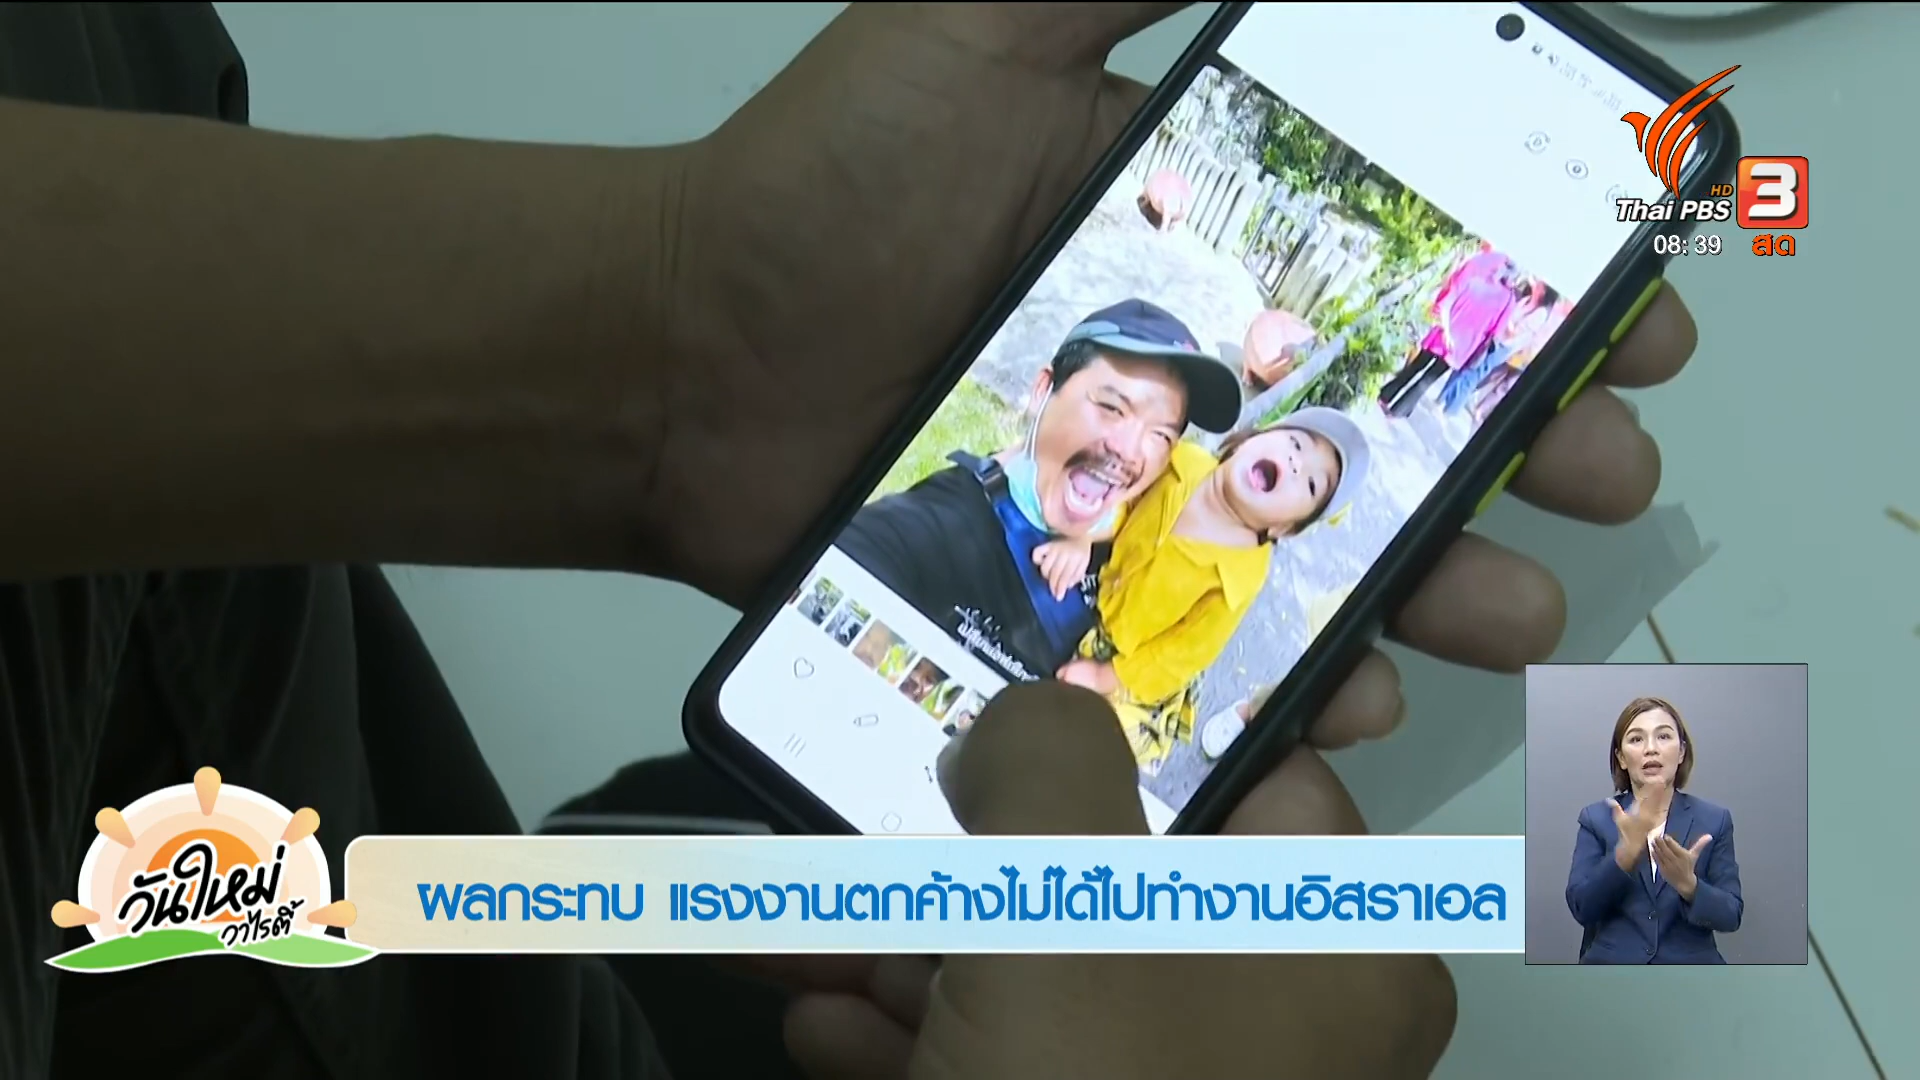 HD
Thai PBS 3
08:39 สด
วันใหม่
วาไรตี้
ผลกระทบ แรงงานตกค้างไม่ได้ไปทำงานอิสราเอล